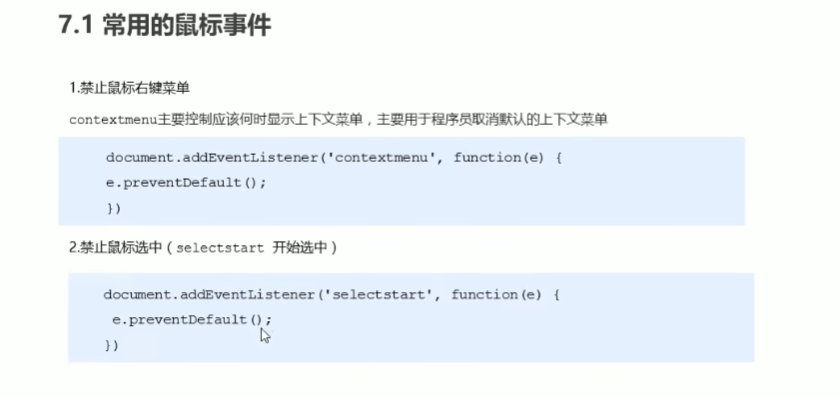 7.1 常用的鼠标事件
1.禁止鼠标右键菜单
contextmenu主要控制应该何时显示上下文菜单，主要用于程序员取消默认的上下文菜单
document.addEventListener('contextmenu', function(e) {
e.preventDefault();
})
2.禁止鼠标选中（selectstart 开始选中）
document.addEventListener('selectstart', function(e) {
e.preventDefault();
})